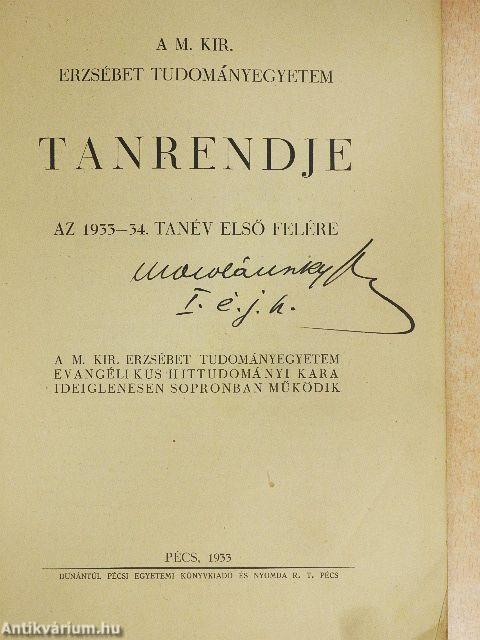 A M. KIR.
ERZSÉBET TUDOMÁNYEGYETEM
TANRENDJE
AZ 1933—34. TANÉV ELSŐ FELÉRE
I. é. j. h.
A M. KIR. ERZSÉBET TUDOMÁNYEGYETEM
EVANGÉLIKUS HITTUDOMÁNYI KARA
IDEIGLENESEN SOPRONBAN MŰKÖDIK
PÉCS, 1933
DUNÁNTÚL PÉCSI EGYETEMI KÖNYVKIADÓ ÉS NYOMDA R. T. PÉCS
Antikvárium.hu